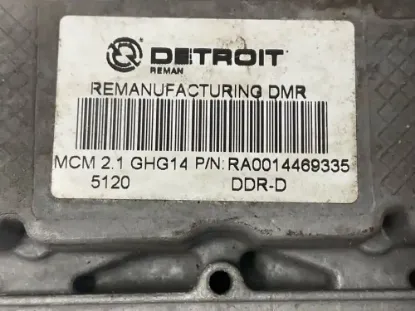 DETROIT
REMAN
REMANUFACTURING DMR
MCM 2.1 GHG14 P/N: RA0014469335
5120 DDR-D